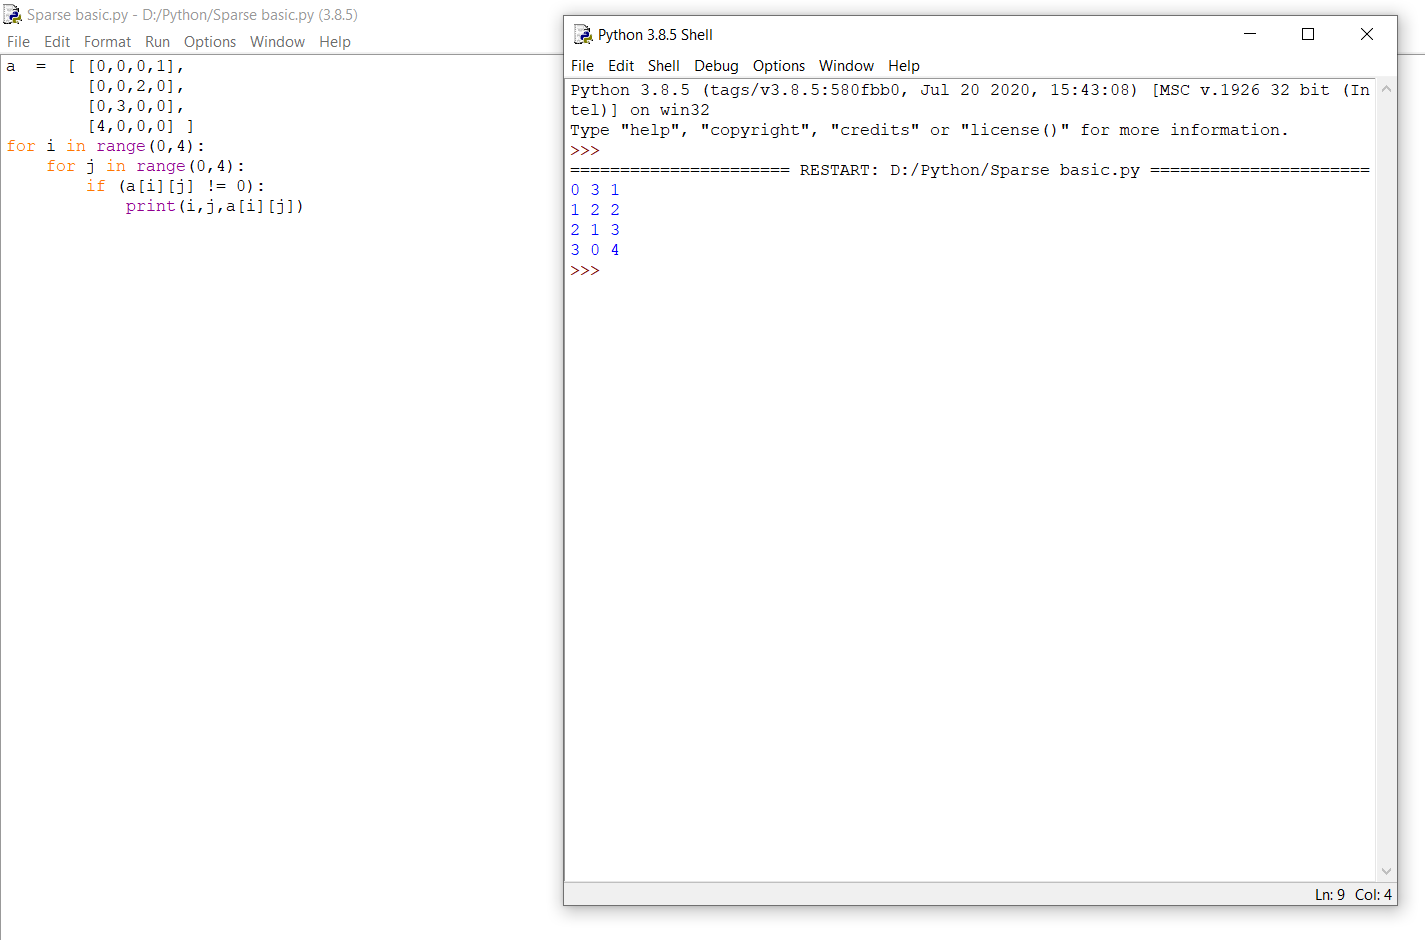 Sparse basic.py - D:/Python/Sparse basic.py (3.8.5)
File Edit Format Run Options Window Help
a  =  [ [0,0,0,1],
        [0,0,2,0],
        [0,3,0,0],
        [4,0,0,0] ]
for i in range(0,4):
    for j in range(0,4):
        if (a[i][j] != 0):
            print(i,j,a[i][j])
Python 3.8.5 Shell
File Edit Shell Debug Options Window Help
Python 3.8.5 (tags/v3.8.5:580fbb0, Jul 20 2020, 15:43:08) [MSC v.1926 32 bit (In
tel)] on win32
Type "help", "copyright", "credits" or "license()" for more information.
>>>
====================== RESTART: D:/Python/Sparse basic.py ======================
0 3 1
1 2 2
2 1 3
3 0 4
>>>
Ln: 9 Col: 4